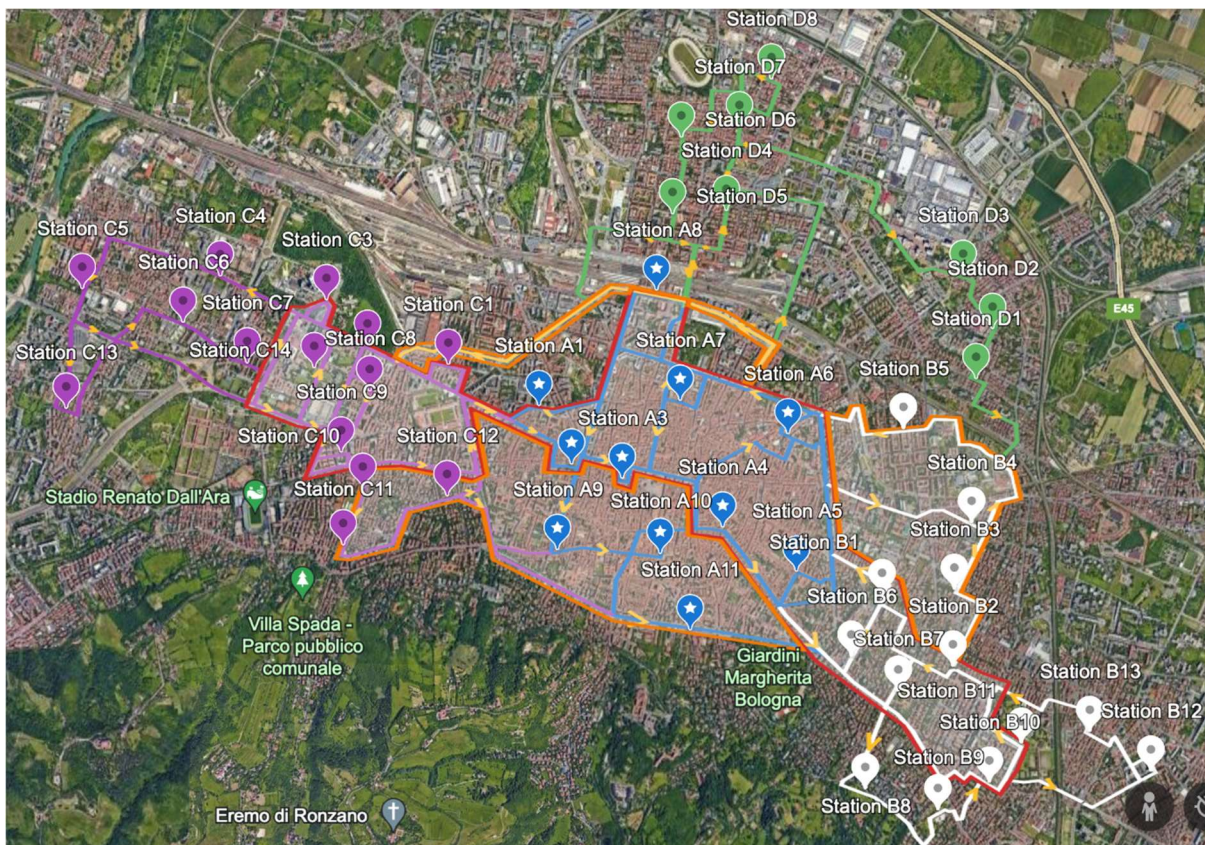 Station D8
Station D7
Station D6
Station D4
Station D5
Station D3
Station D2
Station D1
Station C5
Station C4
Station C6
Station C3
Station C7
Station C1
Station C8
Station C13
Station C14
Station C9
Station C10
Station C12
Station C11
Station A8
Station A7
Station A1
Station A6
Station A3
Station A4
Station A9
Station A10
Station A5
Station A11
Station B5
Station B4
Station B3
Station B1
Station B6
Station B2
Station B7
Station B11
Station B13
Station B10
Station B12
Station B9
Station B8
E45
Stadio Renato Dall'Ara
Villa Spada -
Parco pubblico
comunale
Giardini
Margherita
Bologna
Eremo di Ronzano